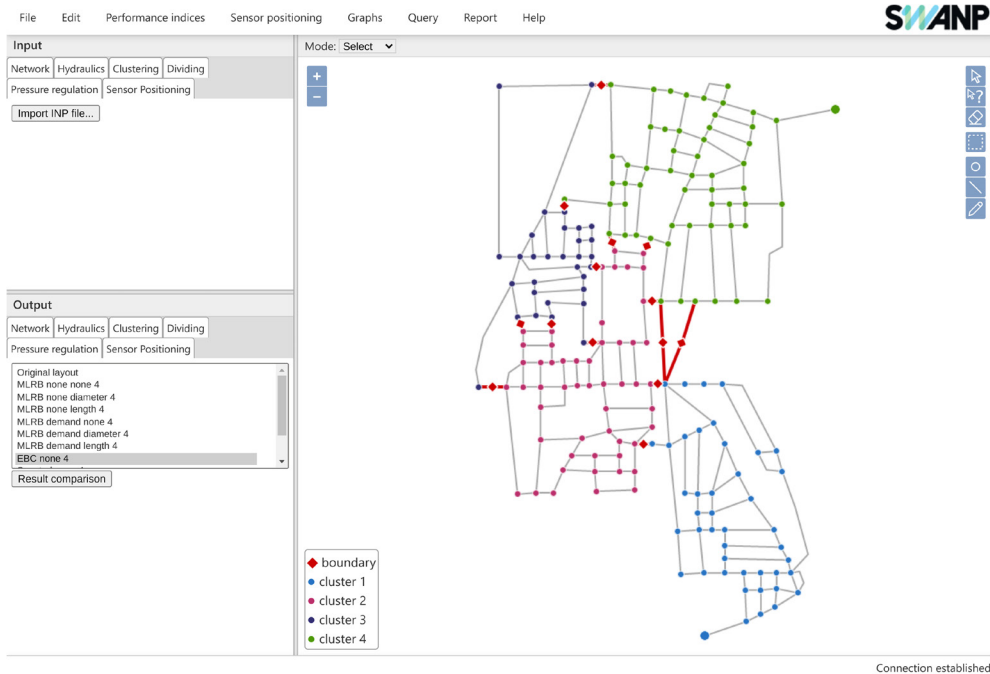 File Edit Performance indices Sensor positioning Graphs Query Report Help
SWANP
Input
Mode: Select
Network Hydraulics Clustering Dividing
Pressure regulation Sensor Positioning
Import INP file...
+
−
?
Output
Network Hydraulics Clustering Dividing
Pressure regulation Sensor Positioning
Original layout
MLRB none none 4
MLRB none diameter 4
MLRB none length 4
MLRB demand none 4
MLRB demand diameter 4
MLRB demand length 4
EBC none 4
Result comparison
boundary
cluster 1
cluster 2
cluster 3
cluster 4
Connection established